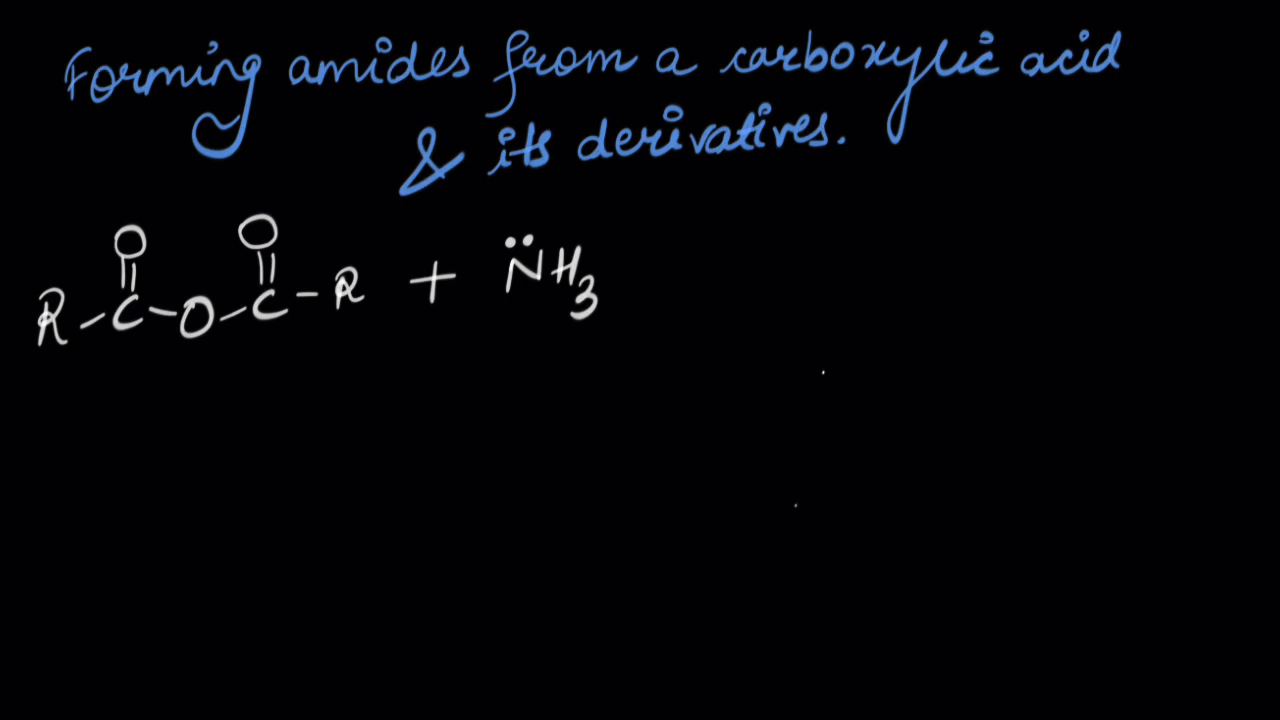 Forming amides from a carboxylic acid
& its derivatives.
O O
R - C - O - C - R + NH3